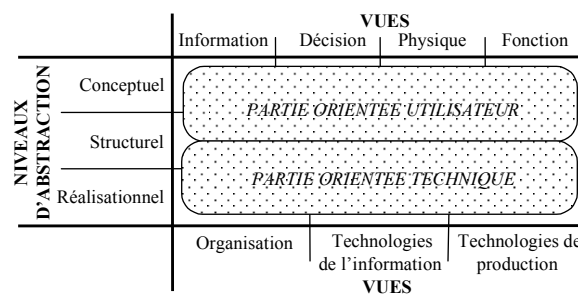 VUES
Information Décision Physique Fonction
NIVEAUX
D'ABSTRACTION
Conceptuel
PARTIE ORIENTEE UTILISATEUR
Structurel
PARTIE ORIENTEE TECHNIQUE
Réalisationnel
Organisation Technologies Technologies de
de l'information production
VUES